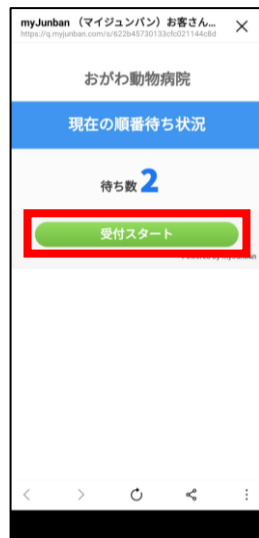 myJunban （マイジュンバン）お客さん...
https://q.myjunban.com/s/622b45730133cfc021144c8d
おがわ動物病院
現在の順番待ち状況
待ち数 2
受付スタート